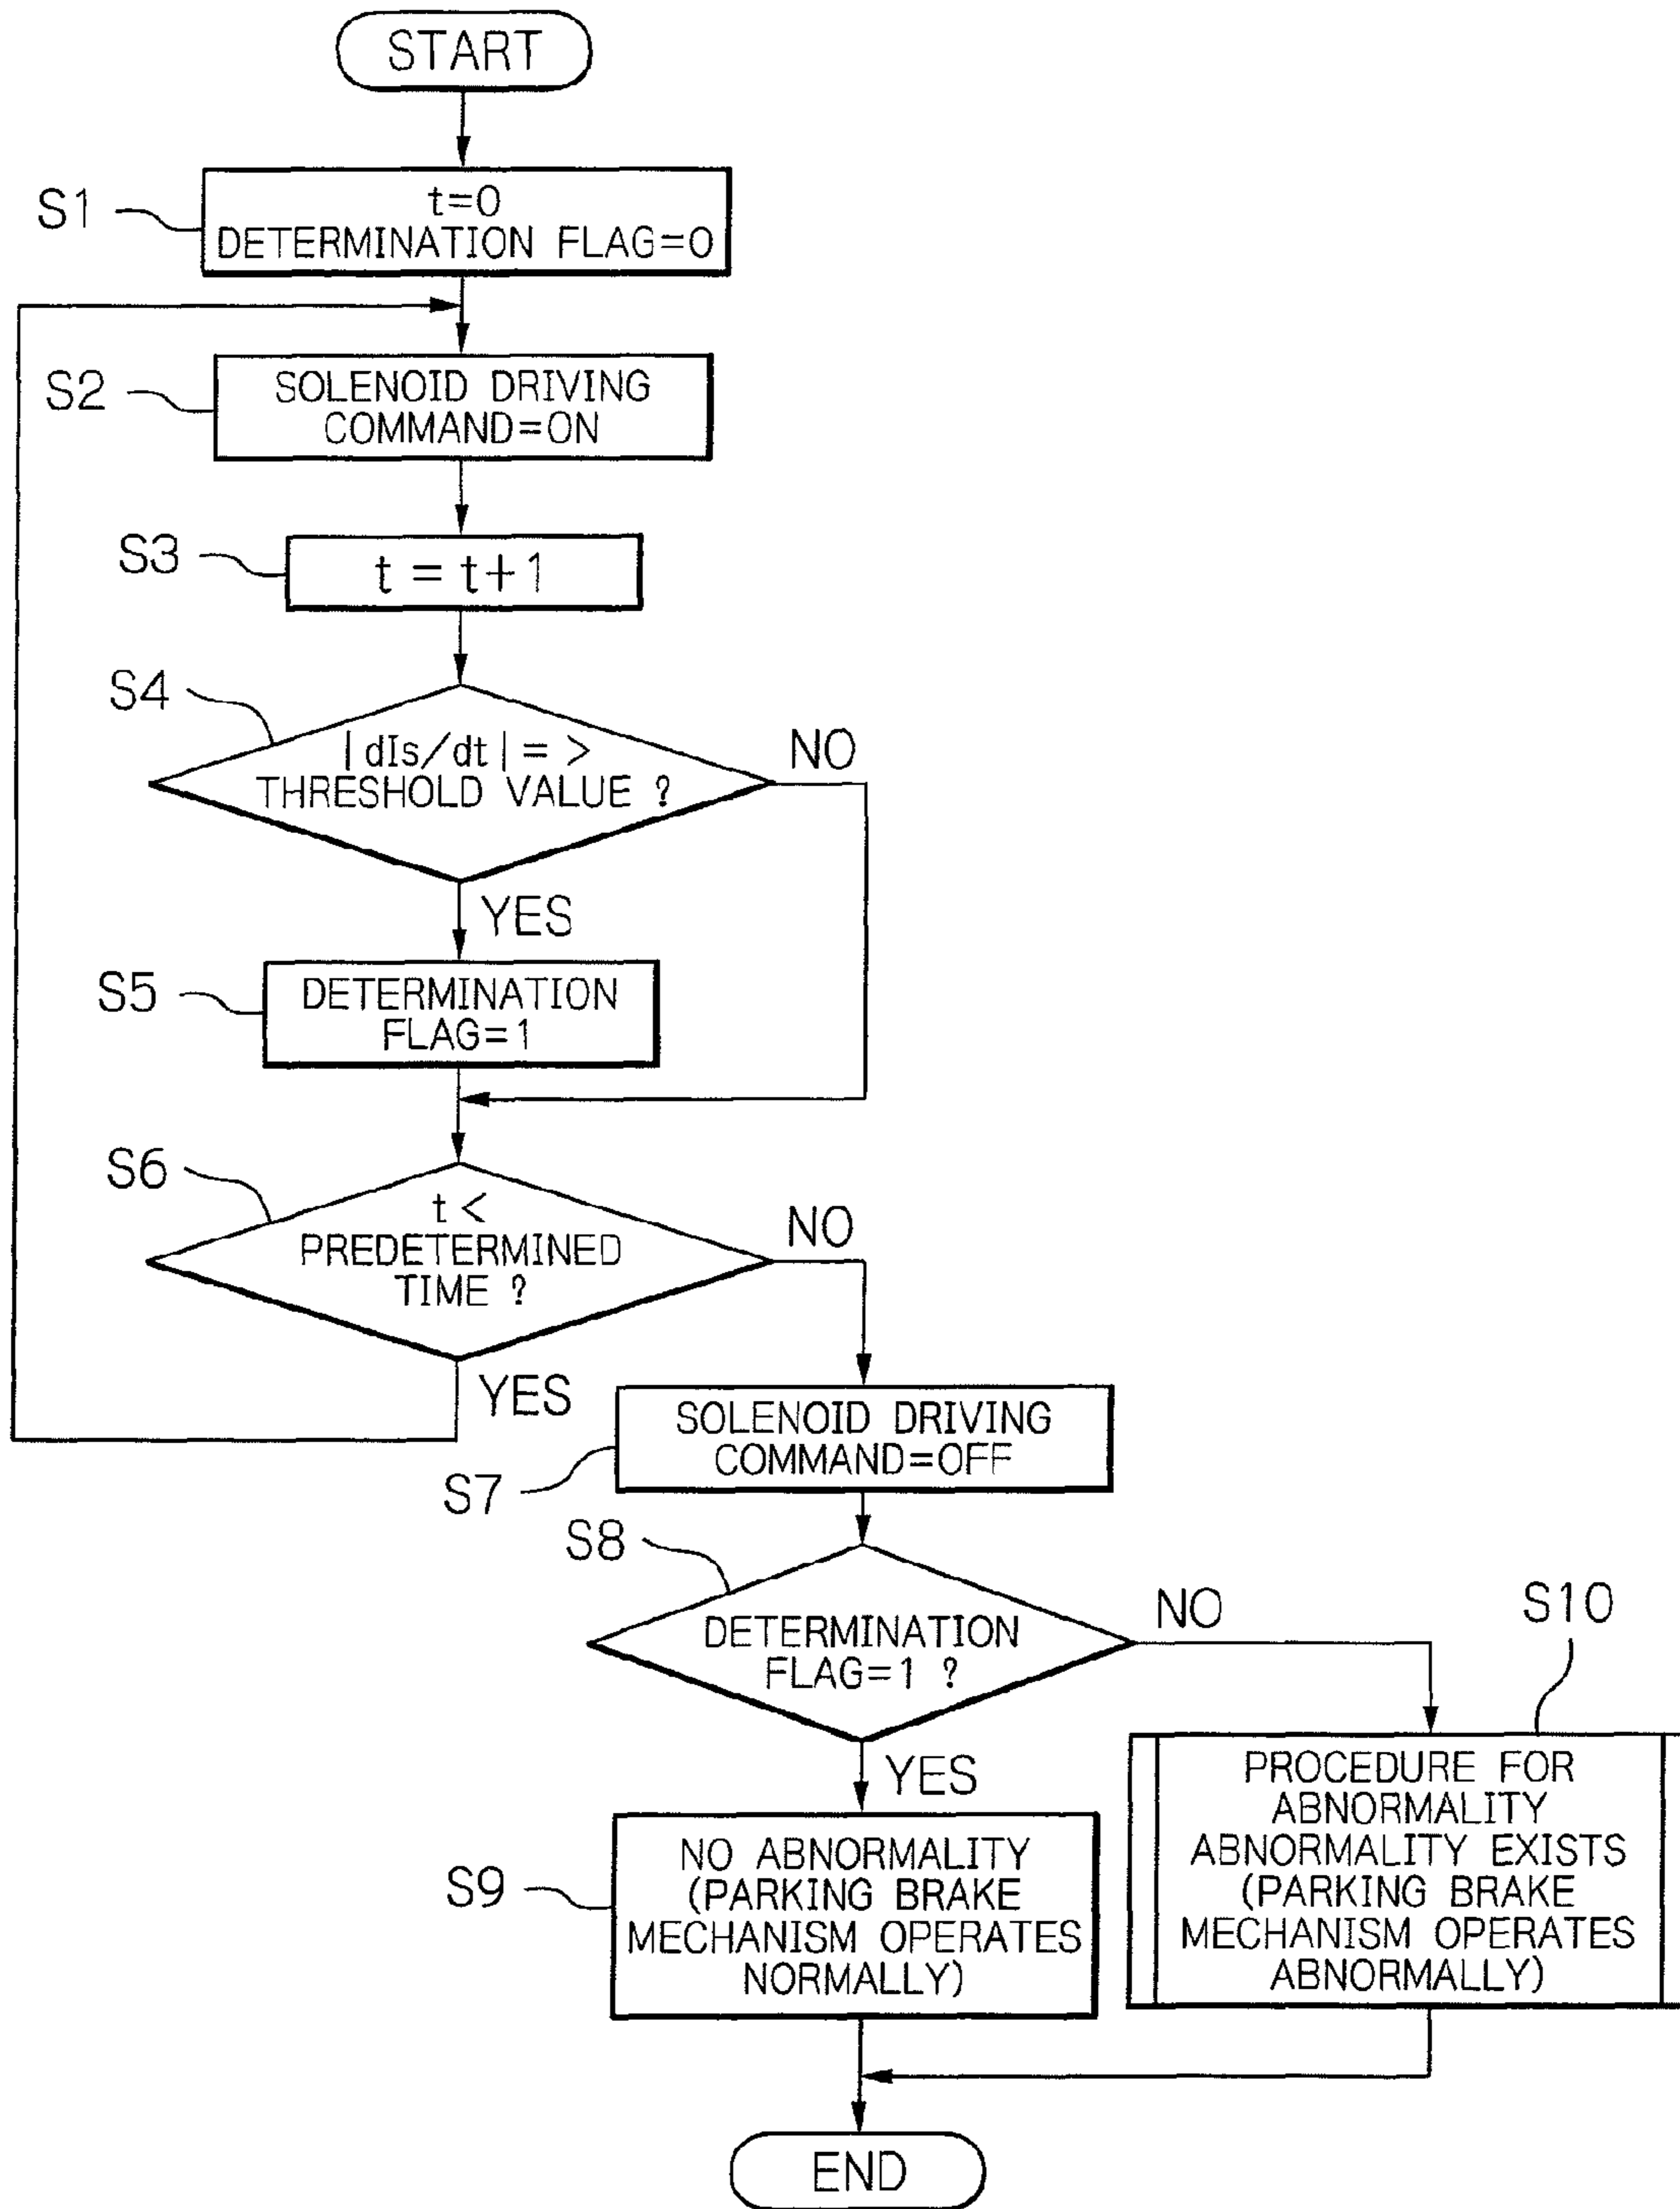 START
S1
t=0
DETERMINATION FLAG=0
S2
SOLENOID DRIVING
COMMAND=ON
S3
t = t+1
S4
|dIs/dt| = >
THRESHOLD VALUE ?
NO
YES
S5
DETERMINATION
FLAG=1
S6
t <
PREDETERMINED
TIME ?
NO
YES
S7
SOLENOID DRIVING
COMMAND=OFF
S8
DETERMINATION
FLAG=1 ?
NO
YES
S9
NO ABNORMALITY
(PARKING BRAKE
MECHANISM OPERATES
NORMALLY)
S10
PROCEDURE FOR
ABNORMALITY
ABNORMALITY EXISTS
(PARKING BRAKE
MECHANISM OPERATES
ABNORMALLY)
END